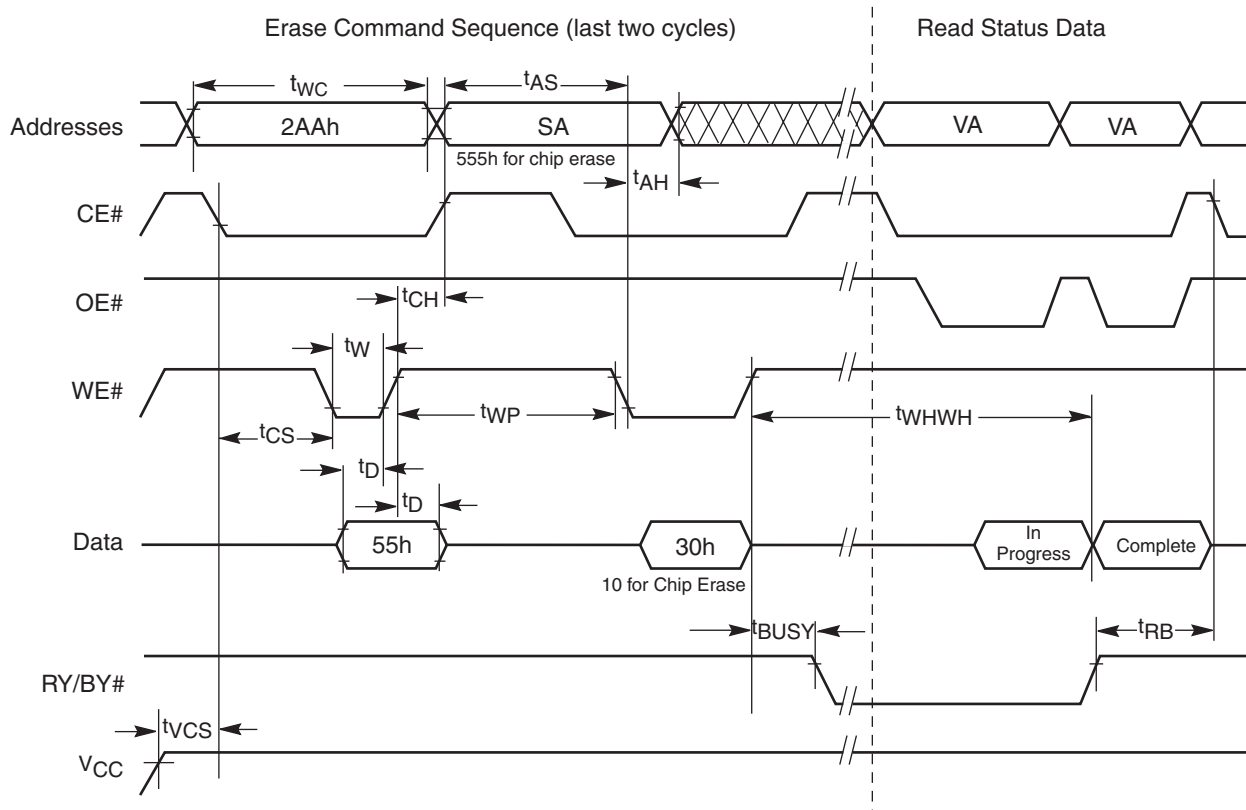 Erase Command Sequence (last two cycles)
Read Status Data
tWC
tAS
Addresses
2AAh
SA
VA
VA
555h for chip erase
tAH
CE#
OE#
tCH
tW
WE#
tWP
tWHWH
tCS
tD
tD
Data
55h
30h
In
Progress
Complete
10 for Chip Erase
tBUSY
tRB
RY/BY#
tVCS
VCC